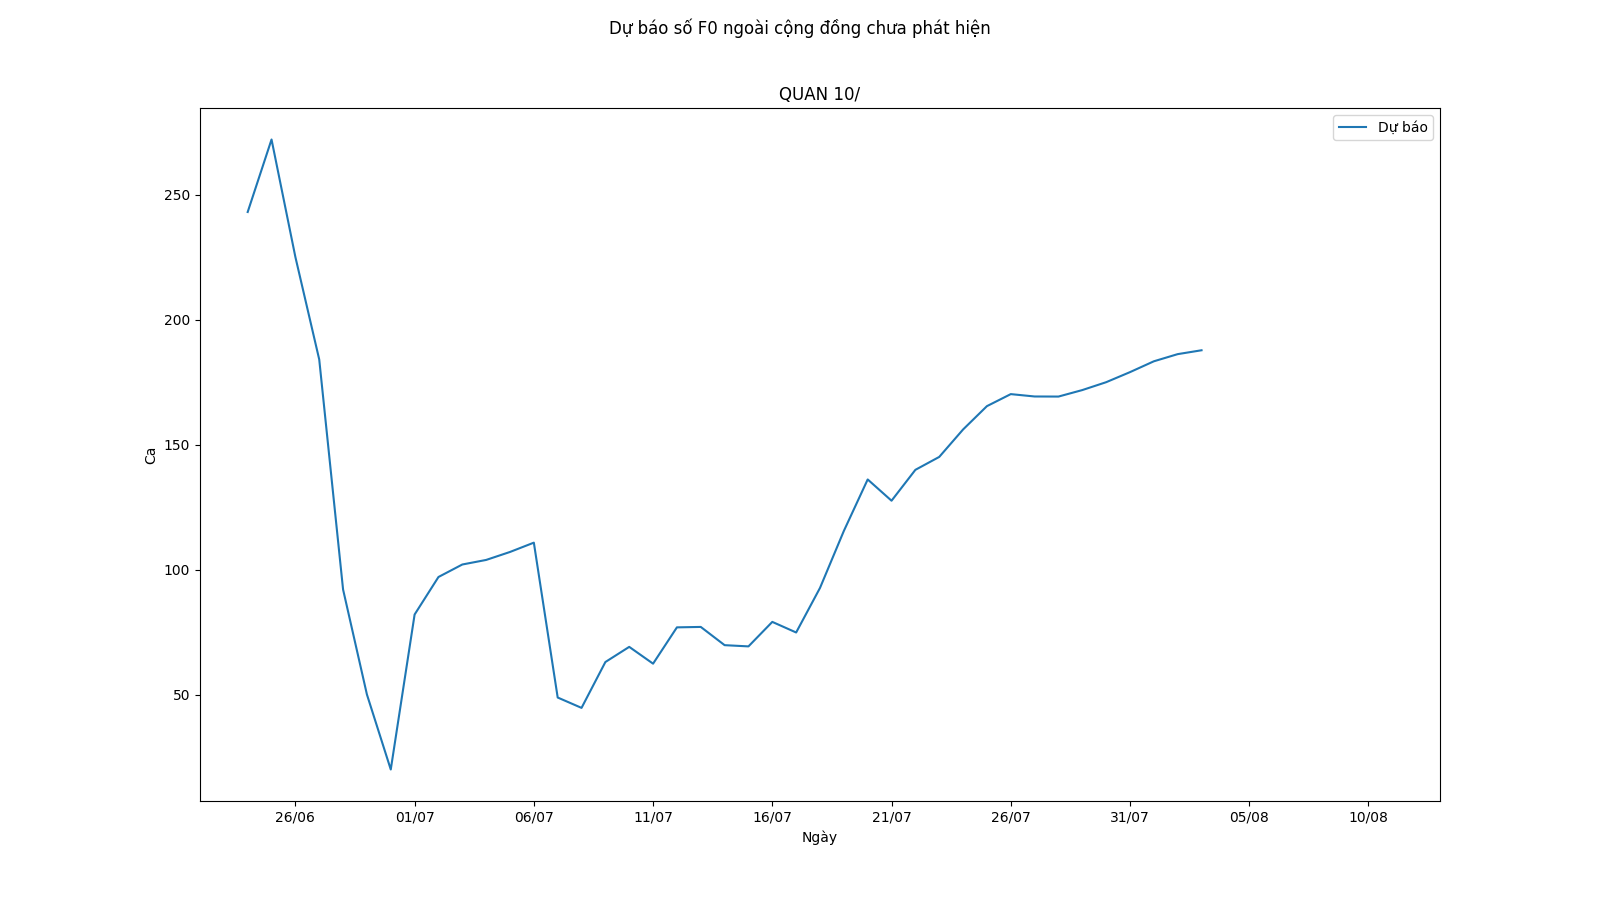 Dự báo số F0 ngoài cộng đồng chưa phát hiện
QUAN 10/
Dự báo
250
200
150
100
50
Ca
26/06 01/07 06/07 11/07 16/07 21/07 26/07 31/07 05/08 10/08
Ngày